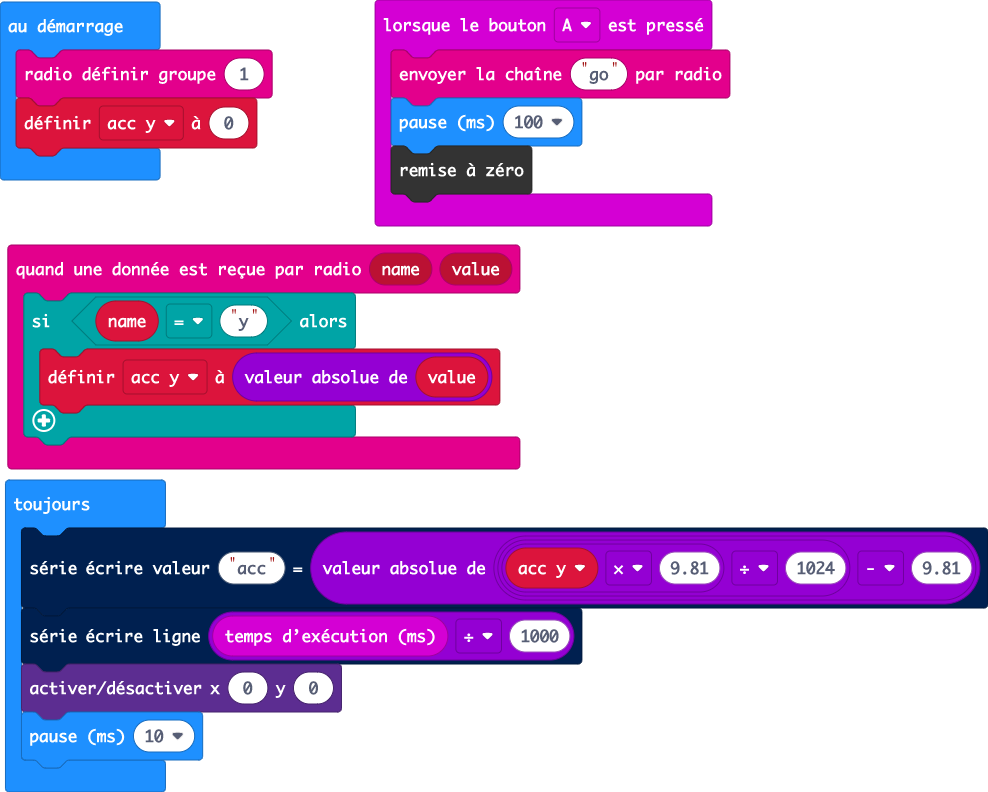 au démarrage
radio définir groupe 1
définir acc y à 0
lorsque le bouton A est pressé
envoyer la chaîne "go" par radio
pause (ms) 100
remise à zéro
quand une donnée est reçue par radio name value
si name = "y" alors
définir acc y à valeur absolue de value
toujours
série écrire valeur "acc" = valeur absolue de acc y × 9.81 ÷ 1024 - 9.81
série écrire ligne temps d’exécution (ms) ÷ 1000
activer/désactiver x 0 y 0
pause (ms) 10